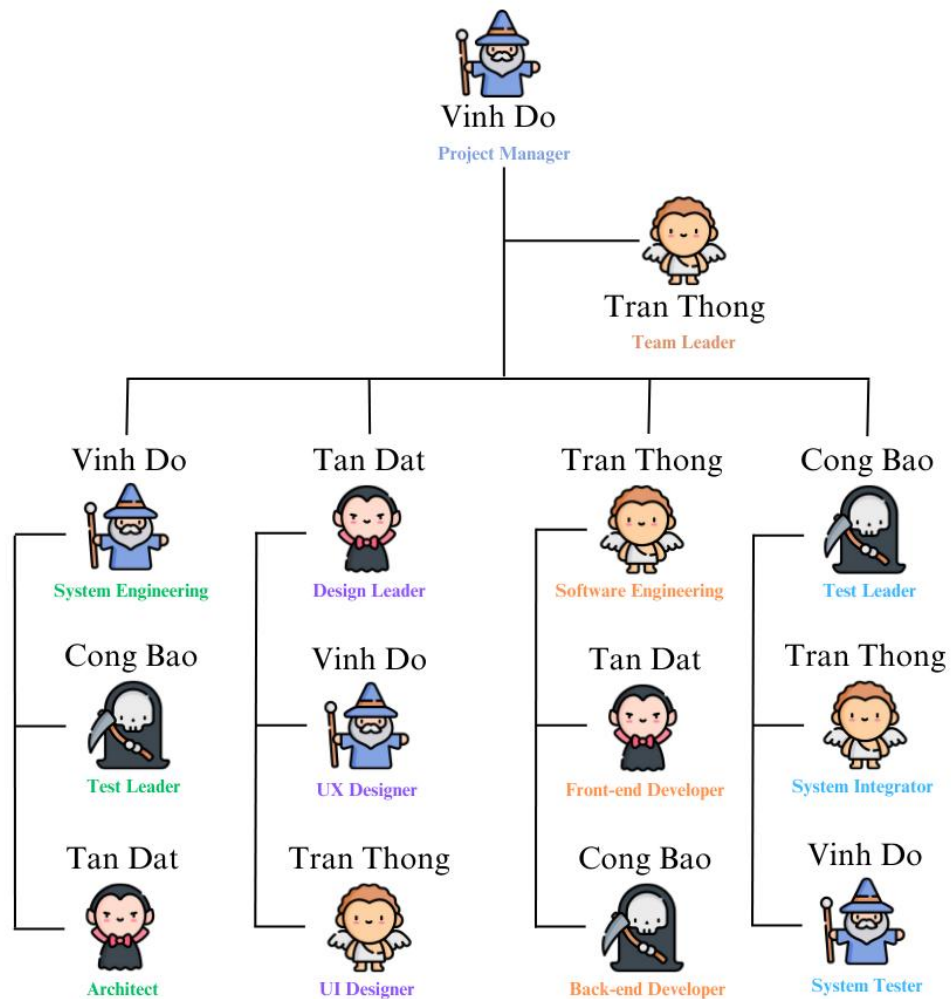 Vinh Do
Project Manager
Tran Thong
Team Leader
Vinh Do
System Engineering
Cong Bao
Test Leader
Tan Dat
Architect
Tan Dat
Design Leader
Vinh Do
UX Designer
Tran Thong
UI Designer
Tran Thong
Software Engineering
Tan Dat
Front-end Developer
Cong Bao
Back-end Developer
Cong Bao
Test Leader
Tran Thong
System Integrator
Vinh Do
System Tester